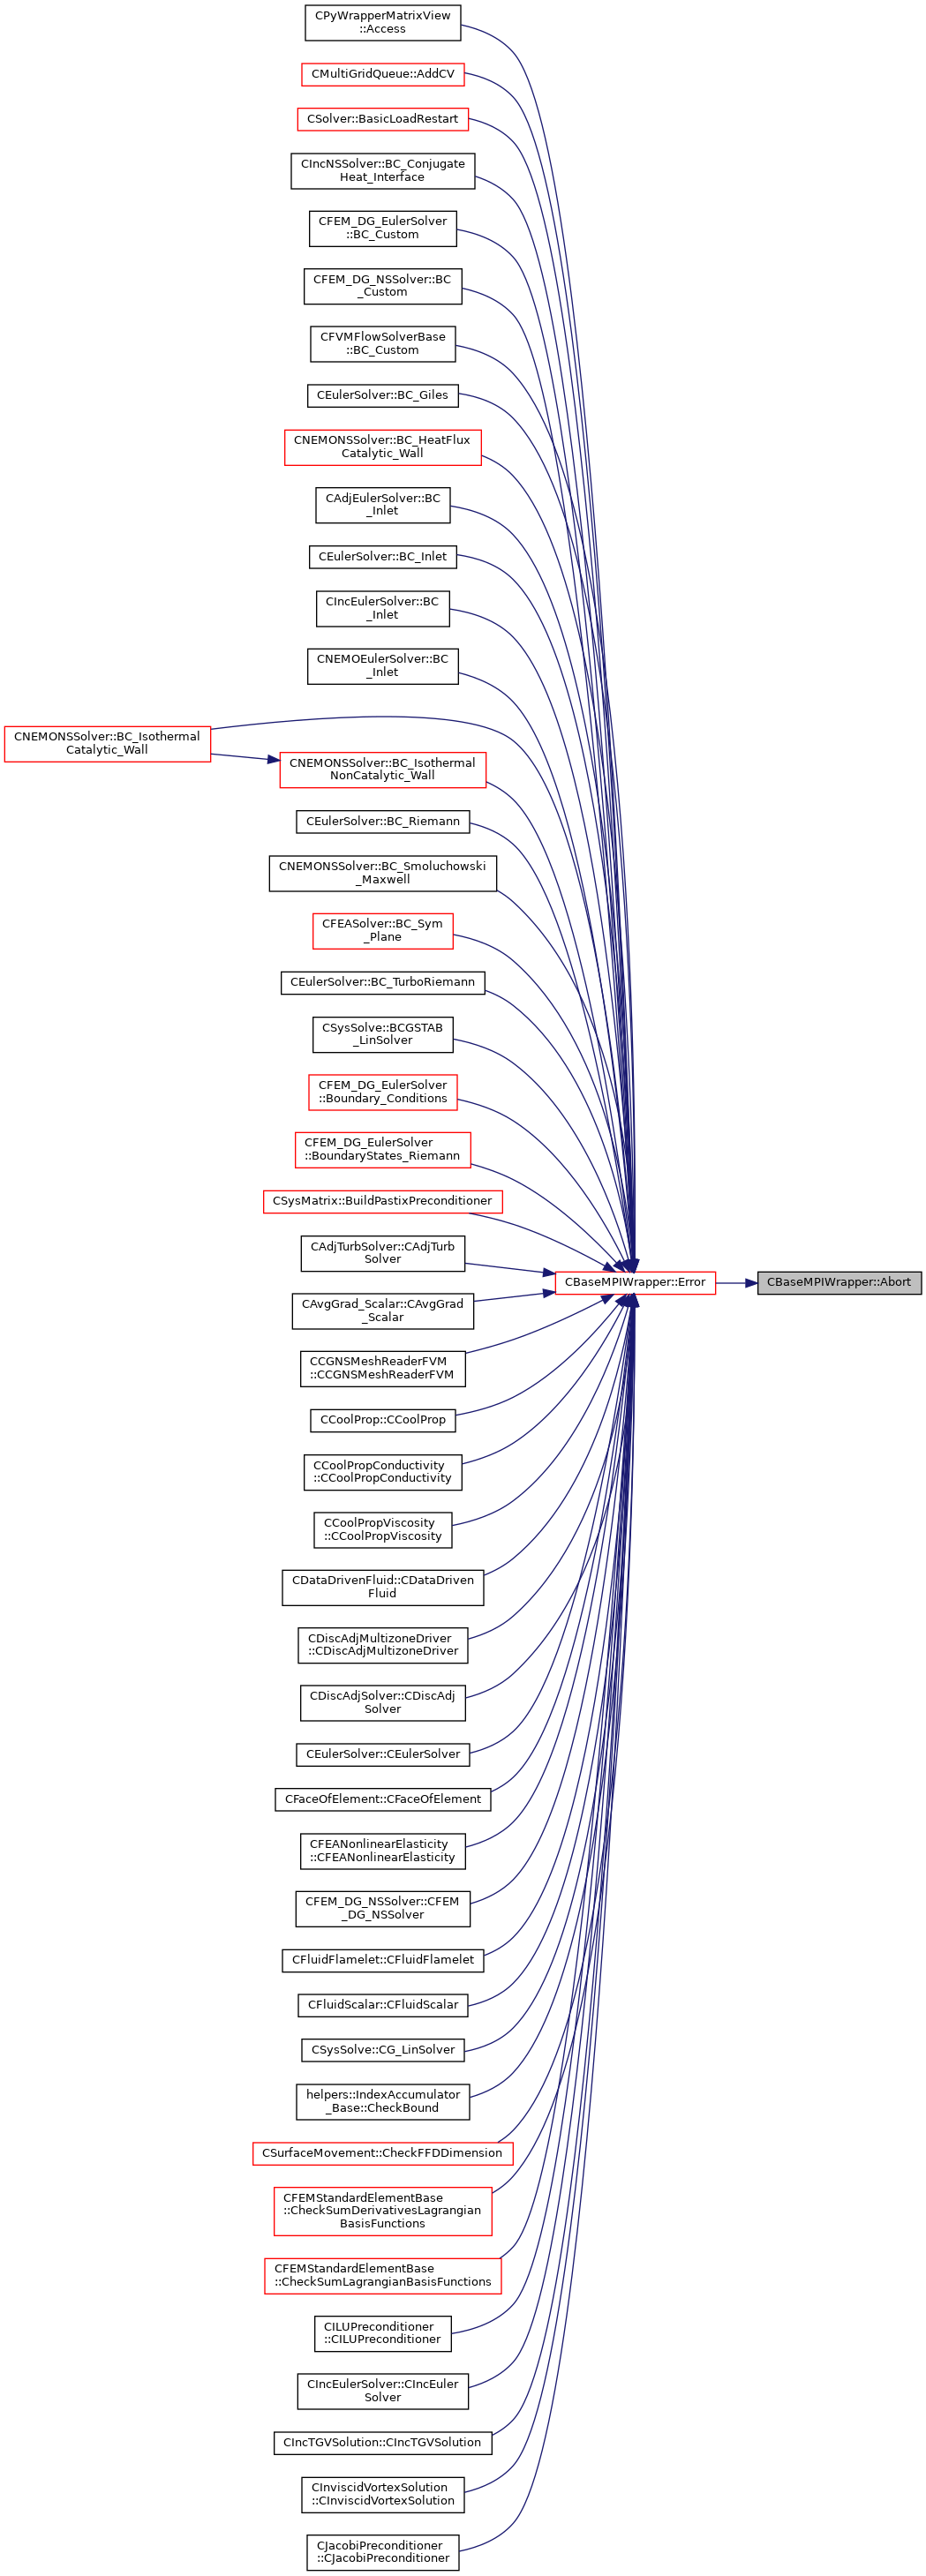 CPyWrapperMatrixView
::Access
CMultiGridQueue::AddCV
CSolver::BasicLoadRestart
CIncNSSolver::BC_Conjugate
Heat_Interface
CFEM_DG_EulerSolver
::BC_Custom
CFEM_DG_NSSolver::BC
_Custom
CFVMFlowSolverBase
::BC_Custom
CEulerSolver::BC_Giles
CNEMONSSolver::BC_HeatFlux
Catalytic_Wall
CAdjEulerSolver::BC
_Inlet
CEulerSolver::BC_Inlet
CIncEulerSolver::BC
_Inlet
CNEMOEulerSolver::BC
_Inlet
CNEMONSSolver::BC_Isothermal
Catalytic_Wall
CNEMONSSolver::BC_Isothermal
NonCatalytic_Wall
CEulerSolver::BC_Riemann
CNEMONSSolver::BC_Smoluchowski
_Maxwell
CFEASolver::BC_Sym
_Plane
CEulerSolver::BC_TurboRiemann
CSysSolve::BCGSTAB
_LinSolver
CFEM_DG_EulerSolver
::Boundary_Conditions
CFEM_DG_EulerSolver
::BoundaryStates_Riemann
CSysMatrix::BuildPastixPreconditioner
CAdjTurbSolver::CAdjTurb
Solver
CBaseMPIWrapper::Error
CBaseMPIWrapper::Abort
CAvgGrad_Scalar::CAvgGrad
_Scalar
CCGNSMeshReaderFVM
::CCGNSMeshReaderFVM
CCoolProp::CCoolProp
CCoolPropConductivity
::CCoolPropConductivity
CCoolPropViscosity
::CCoolPropViscosity
CDataDrivenFluid::CDataDriven
Fluid
CDiscAdjMultizoneDriver
::CDiscAdjMultizoneDriver
CDiscAdjSolver::CDiscAdj
Solver
CEulerSolver::CEulerSolver
CFaceOfElement::CFaceOfElement
CFEANonlinearElasticity
::CFEANonlinearElasticity
CFEM_DG_NSSolver::CFEM
_DG_NSSolver
CFluidFlamelet::CFluidFlamelet
CFluidScalar::CFluidScalar
CSysSolve::CG_LinSolver
helpers::IndexAccumulator
_Base::CheckBound
CSurfaceMovement::CheckFFDDimension
CFEMStandardElementBase
::CheckSumDerivativesLagrangian
BasisFunctions
CFEMStandardElementBase
::CheckSumLagrangianBasisFunctions
CILUPreconditioner
::CILUPreconditioner
CIncEulerSolver::CIncEuler
Solver
CIncTGVSolution::CIncTGVSolution
CInviscidVortexSolution
::CInviscidVortexSolution
CJacobiPreconditioner
::CJacobiPreconditioner